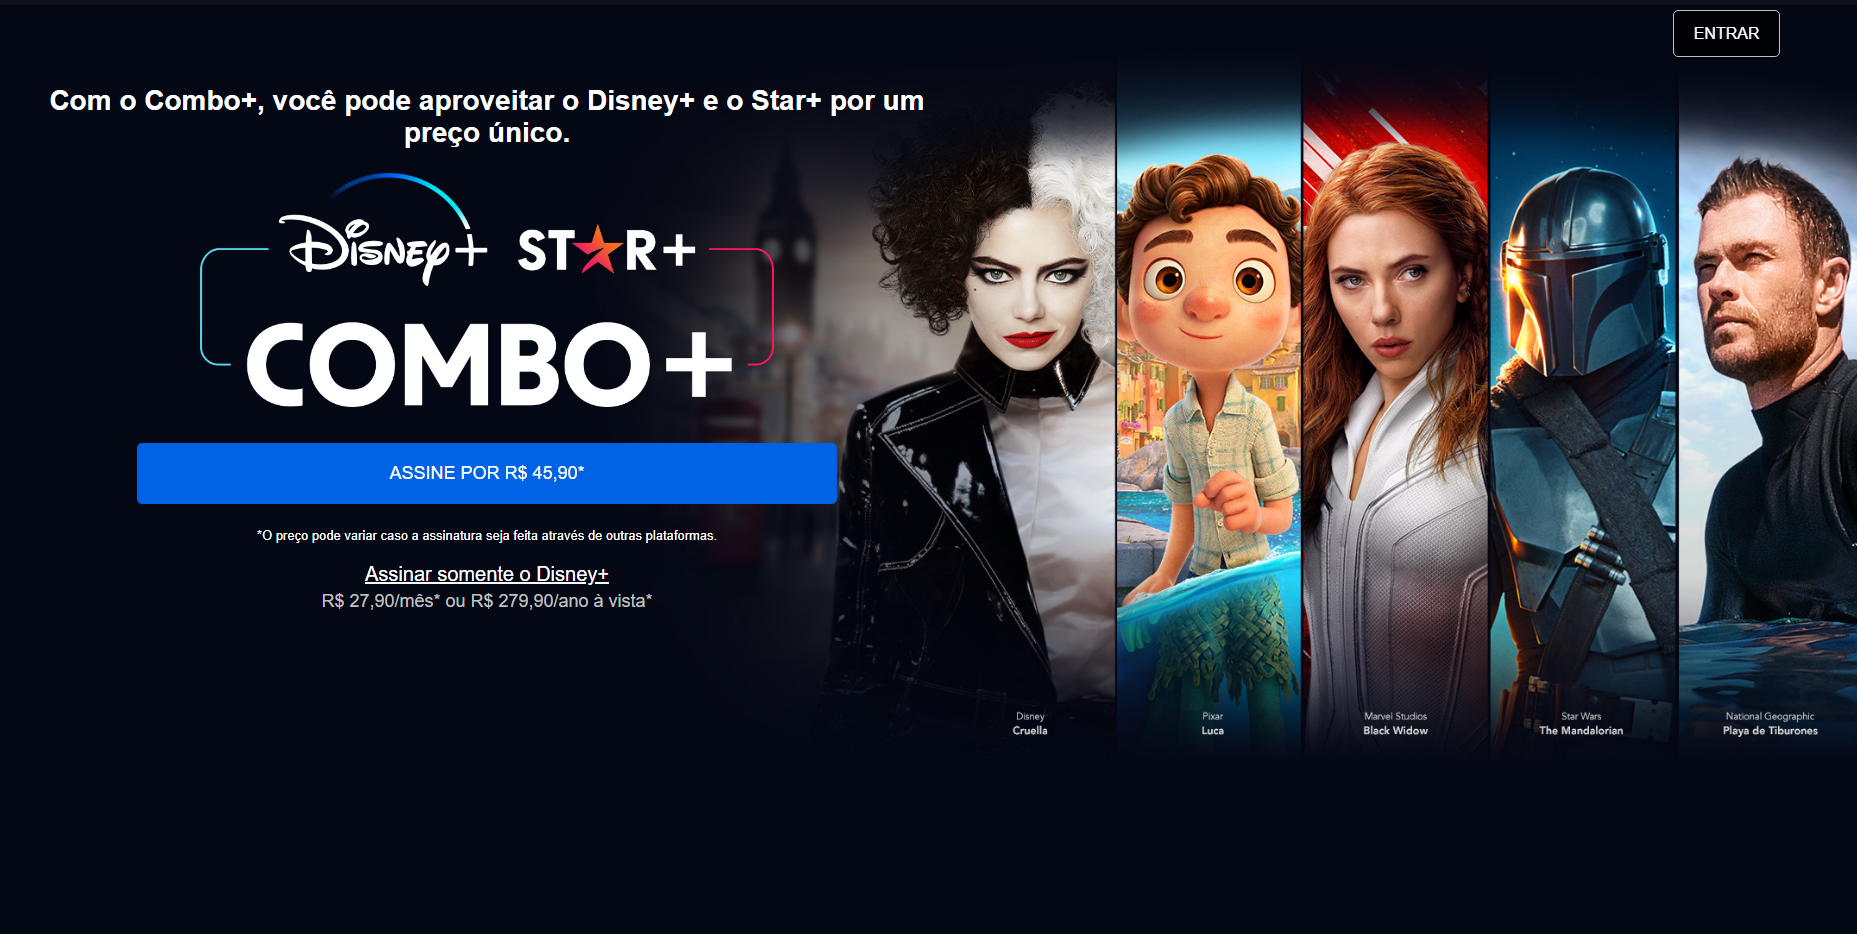 ENTRAR
Com o Combo+, você pode aproveitar o Disney+ e o Star+ por um
preço único.
Disney+ STAR+
COMBO+
ASSINE POR R$ 45,90*
*O preço pode variar caso a assinatura seja feita através de outras plataformas.
Assinar somente o Disney+
R$ 27,90/mês* ou R$ 279,90/ano à vista*
Disney
Cruella
Pixar
Luca
Marvel Studios
Black Widow
Star Wars
The Mandalorian
National Geographic
Playa de Tiburones